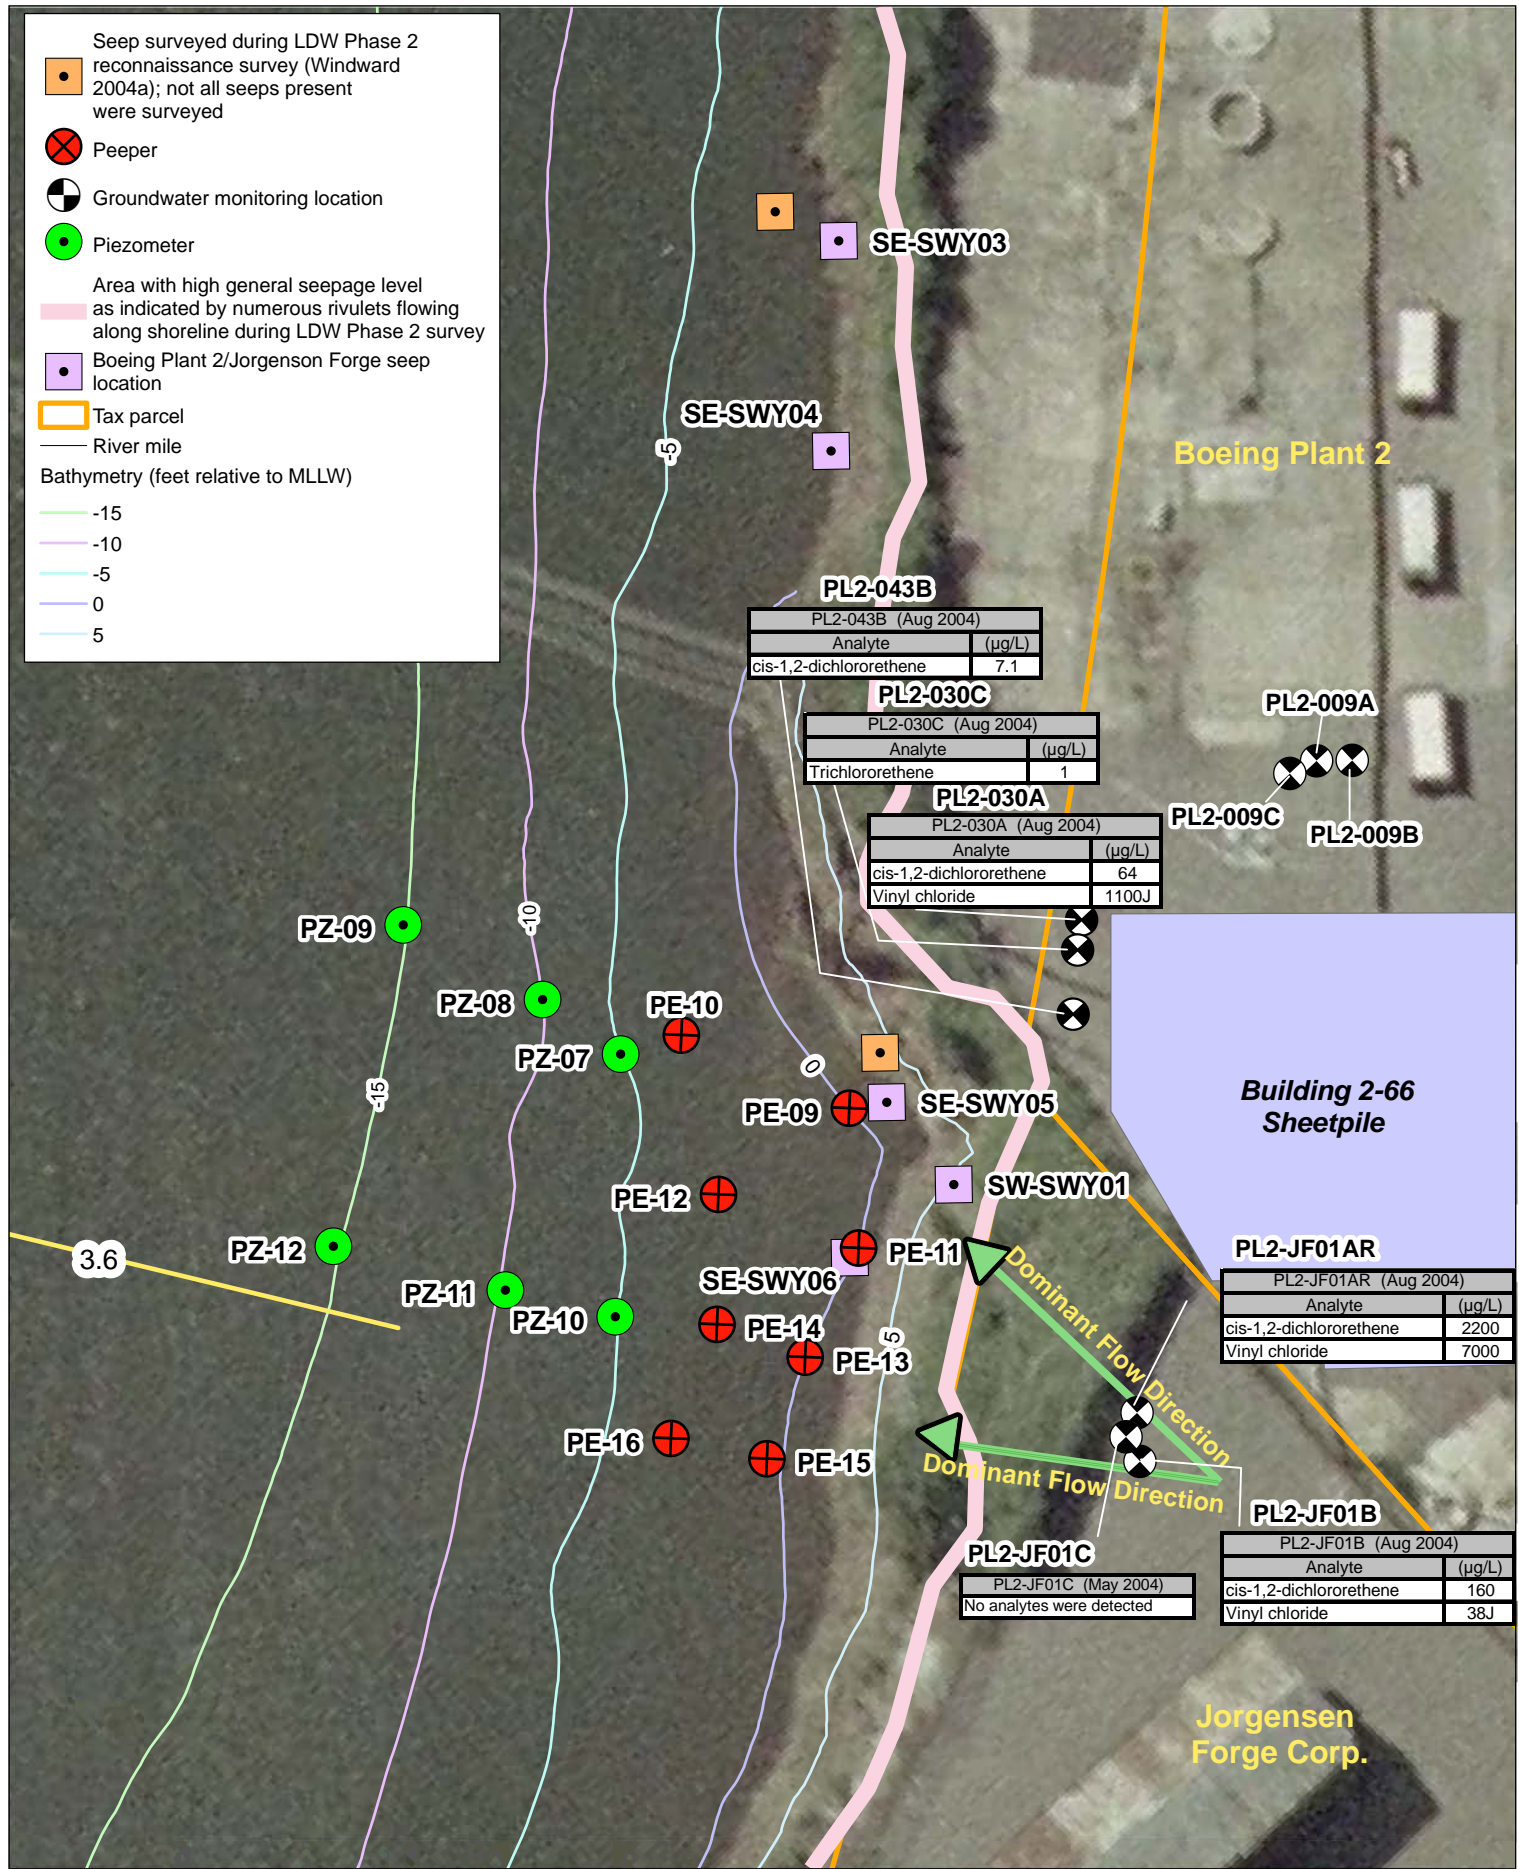 Seep surveyed during LDW Phase 2
reconnaissance survey (Windward
2004a); not all seeps present
were surveyed
Peeper
Groundwater monitoring location
Piezometer
Area with high general seepage level
as indicated by numerous rivulets flowing
along shoreline during LDW Phase 2 survey
Boeing Plant 2/Jorgenson Forge seep
location
Tax parcel
River mile
Bathymetry (feet relative to MLLW)
-15
-10
-5
0
5
SE-SWY03
SE-SWY04
-5
Boeing Plant 2
PL2-043B
PL2-043B (Aug 2004)
Analyte (µg/L)
cis-1,2-dichlororethene 7.1
PL2-030C
PL2-030C (Aug 2004)
Analyte (µg/L)
Trichlororethene 1
PL2-030A
PL2-030A (Aug 2004)
Analyte (µg/L)
cis-1,2-dichlororethene 64
Vinyl chloride 1100J
PL2-009A
PL2-009C
PL2-009B
PZ-09
-10
PZ-08
PE-10
PZ-07
0
-15
PE-09
SE-SWY05
Building 2-66
Sheetpile
PE-12
SW-SWY01
3.6
PZ-12
PE-11
PZ-11
SE-SWY06
PZ-10
PE-14
PE-13
5
Dominant Flow Direction
PL2-JF01AR
PL2-JF01AR (Aug 2004)
Analyte (µg/L)
cis-1,2-dichlororethene 2200
Vinyl chloride 7000
PE-16
PE-15
Dominant Flow Direction
PL2-JF01C
PL2-JF01C (May 2004)
No analytes were detected
PL2-JF01B
PL2-JF01B (Aug 2004)
Analyte (µg/L)
cis-1,2-dichlororethene 160
Vinyl chloride 38J
Jorgensen
Forge Corp.